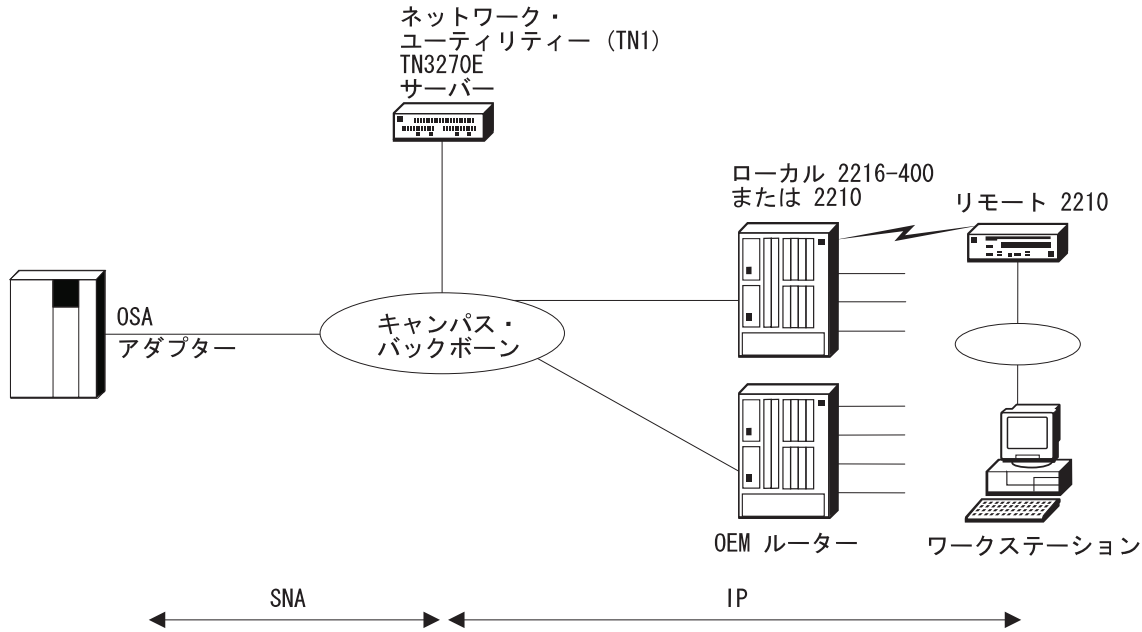 ネットワーク・
ユーティリティー (TN1)
TN3270E
サーバー
ローカル 2216-400
または 2210
リモート 2210
OSA
アダプター
キャンパス・
バックボーン
OEM ルーター
ワークステーション
SNA
IP